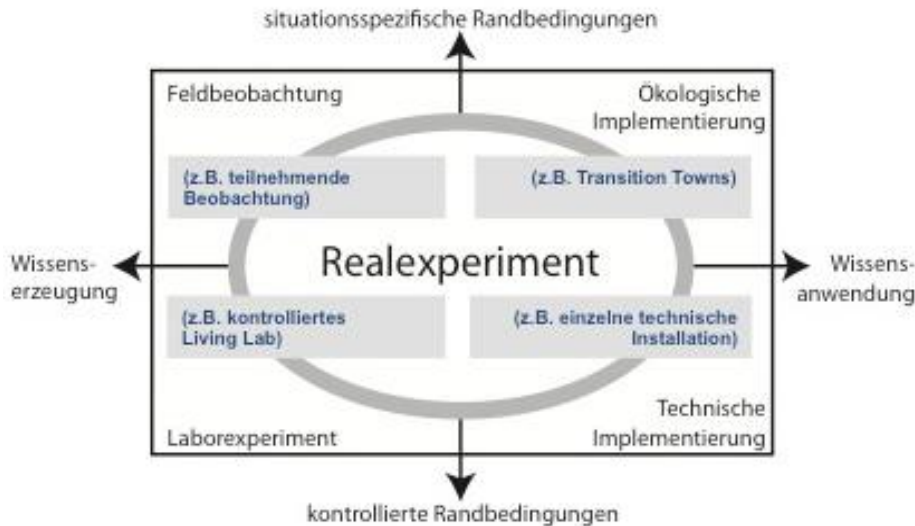 situationsspezifische Randbedingungen
Feldbeobachtung
Ökologische
Implementierung
(z.B. teilnehmende
Beobachtung)
(z.B. Transition Towns)
Wissens-
erzeugung
Realexperiment
Wissens-
anwendung
(z.B. kontrolliertes
Living Lab)
(z.B. einzelne technische
Installation)
Laborexperiment
Technische
Implementierung
kontrollierte Randbedingungen